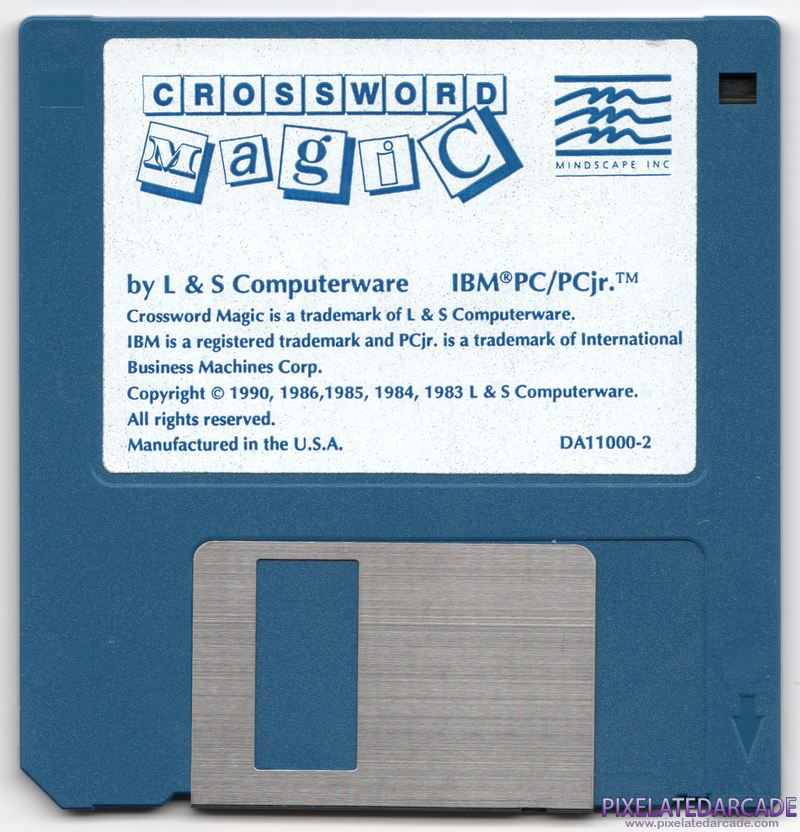 CROSSWORD
MagiC
MINDSCAPE INC
by L & S Computerware IBM®PC/PCjr.™
Crossword Magic is a trademark of L & S Computerware.
IBM is a registered trademark and PCjr. is a trademark of International
Business Machines Corp.
Copyright © 1990, 1986,1985, 1984, 1983 L & S Computerware.
All rights reserved.
Manufactured in the U.S.A. DA11000-2
PIXELATEDARCADE
www.pixelatedarcade.com